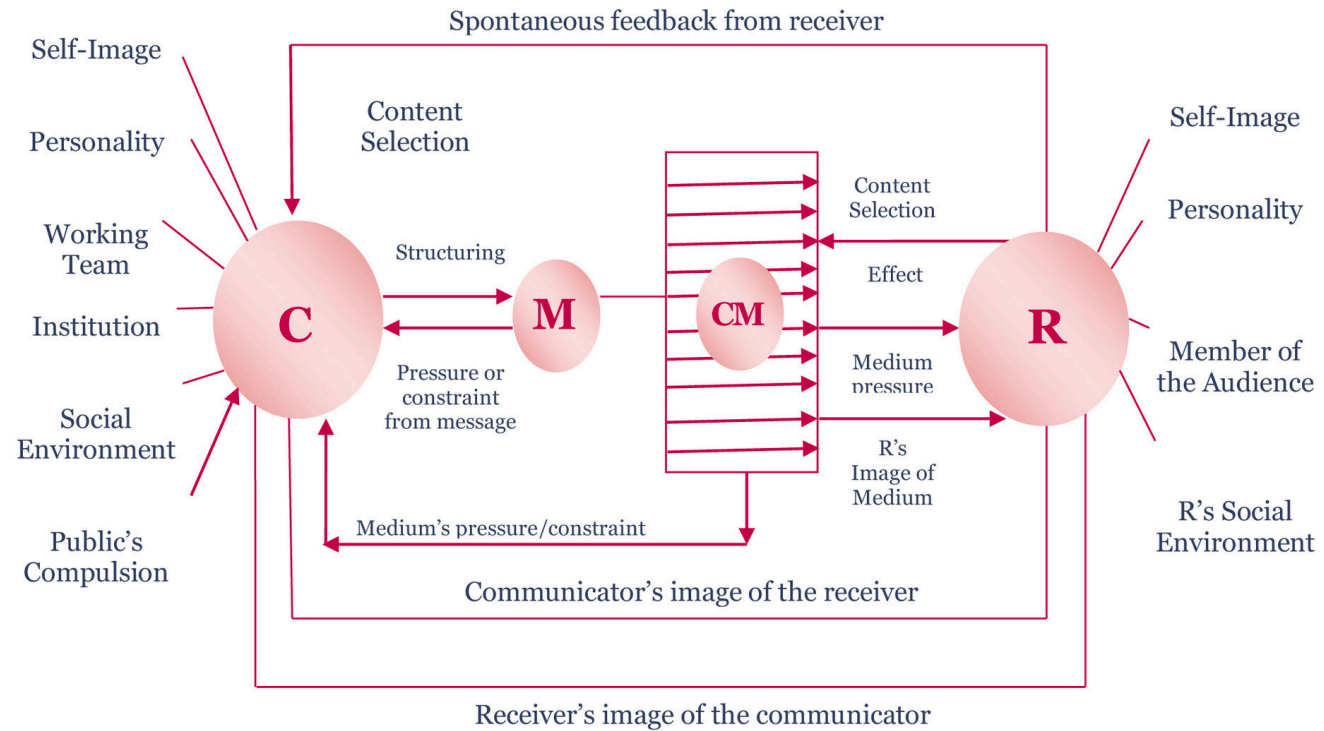 Spontaneous feedback from receiver
Self-Image
Personality
Working
Team
Institution
Social
Environment
Public's
Compulsion
Content
Selection
C
Structuring
M
Pressure or
constraint
from message
CM
Content
Selection
Effect
Medium
pressure
R's
Image of
Medium
R
Self-Image
Personality
Member of
the Audience
R's Social
Environment
Medium's pressure/constraint
Communicator's image of the receiver
Receiver's image of the communicator